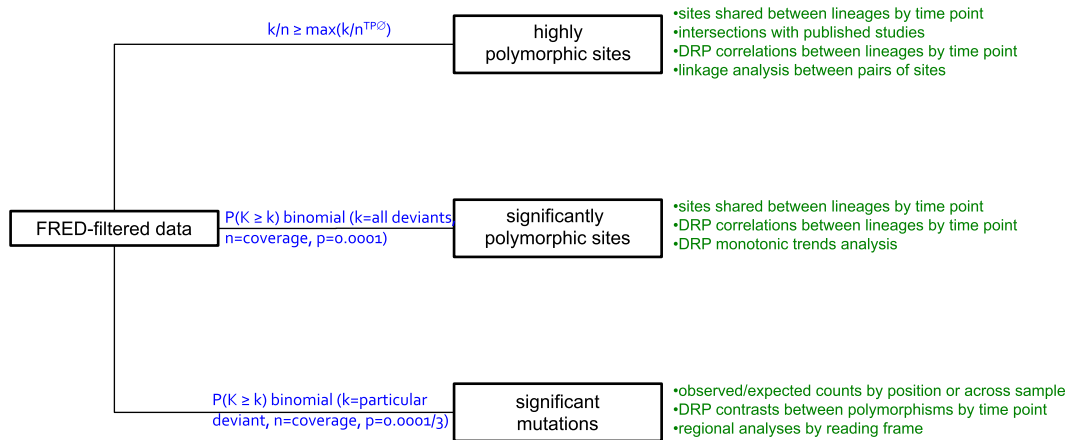 k/n ≥ max(k/nTPØ)
highly
polymorphic sites
•sites shared between lineages by time point
•intersections with published studies
•DRP correlations between lineages by time point
•linkage analysis between pairs of sites
FRED-filtered data
P(K ≥ k) binomial (k=all deviants,
n=coverage, p=0.0001)
significantly
polymorphic sites
•sites shared between lineages by time point
•DRP correlations between lineages by time point
•DRP monotonic trends analysis
P(K ≥ k) binomial (k=particular
deviant, n=coverage, p=0.0001/3)
significant
mutations
•observed/expected counts by position or across sample
•DRP contrasts between polymorphisms by time point
•regional analyses by reading frame